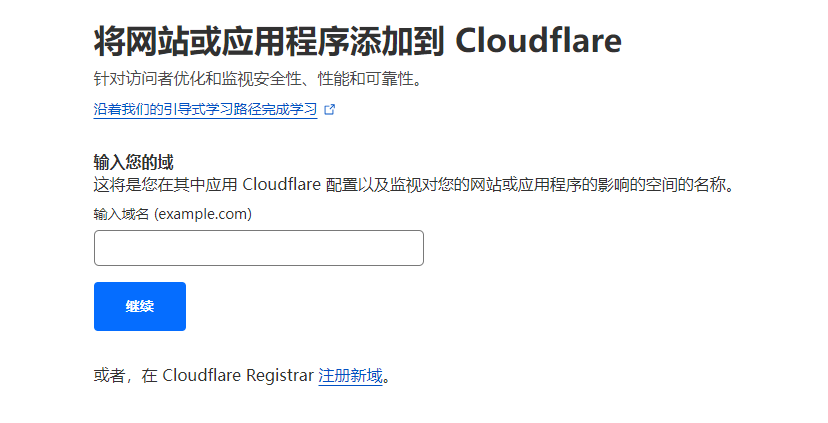 将网站或应用程序添加到 Cloudflare
针对访问者优化和监视安全性、性能和可靠性。
沿着我们的引导式学习路径完成学习
输入您的域
这将是您在其中应用 Cloudflare 配置以及监视对您的网站或应用程序的影响的空间的名称。
输入域名 (example.com)
继续
或者，在 Cloudflare Registrar 注册新域。